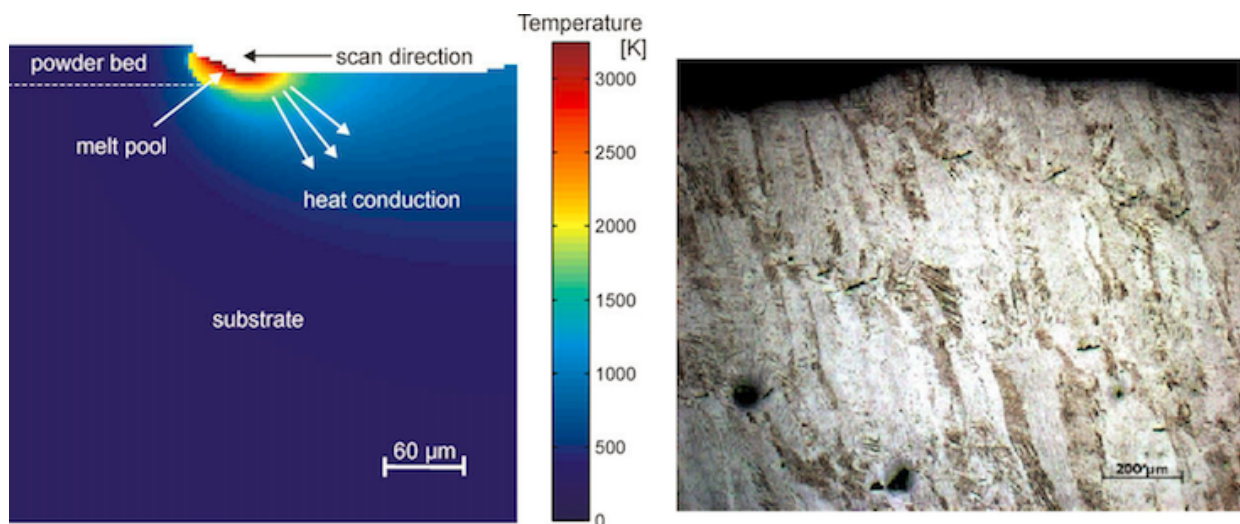 Temperature
[K]
powder bed
scan direction
melt pool
heat conduction
substrate
60 µm
3000
2500
2000
1500
1000
500
0
200 µm